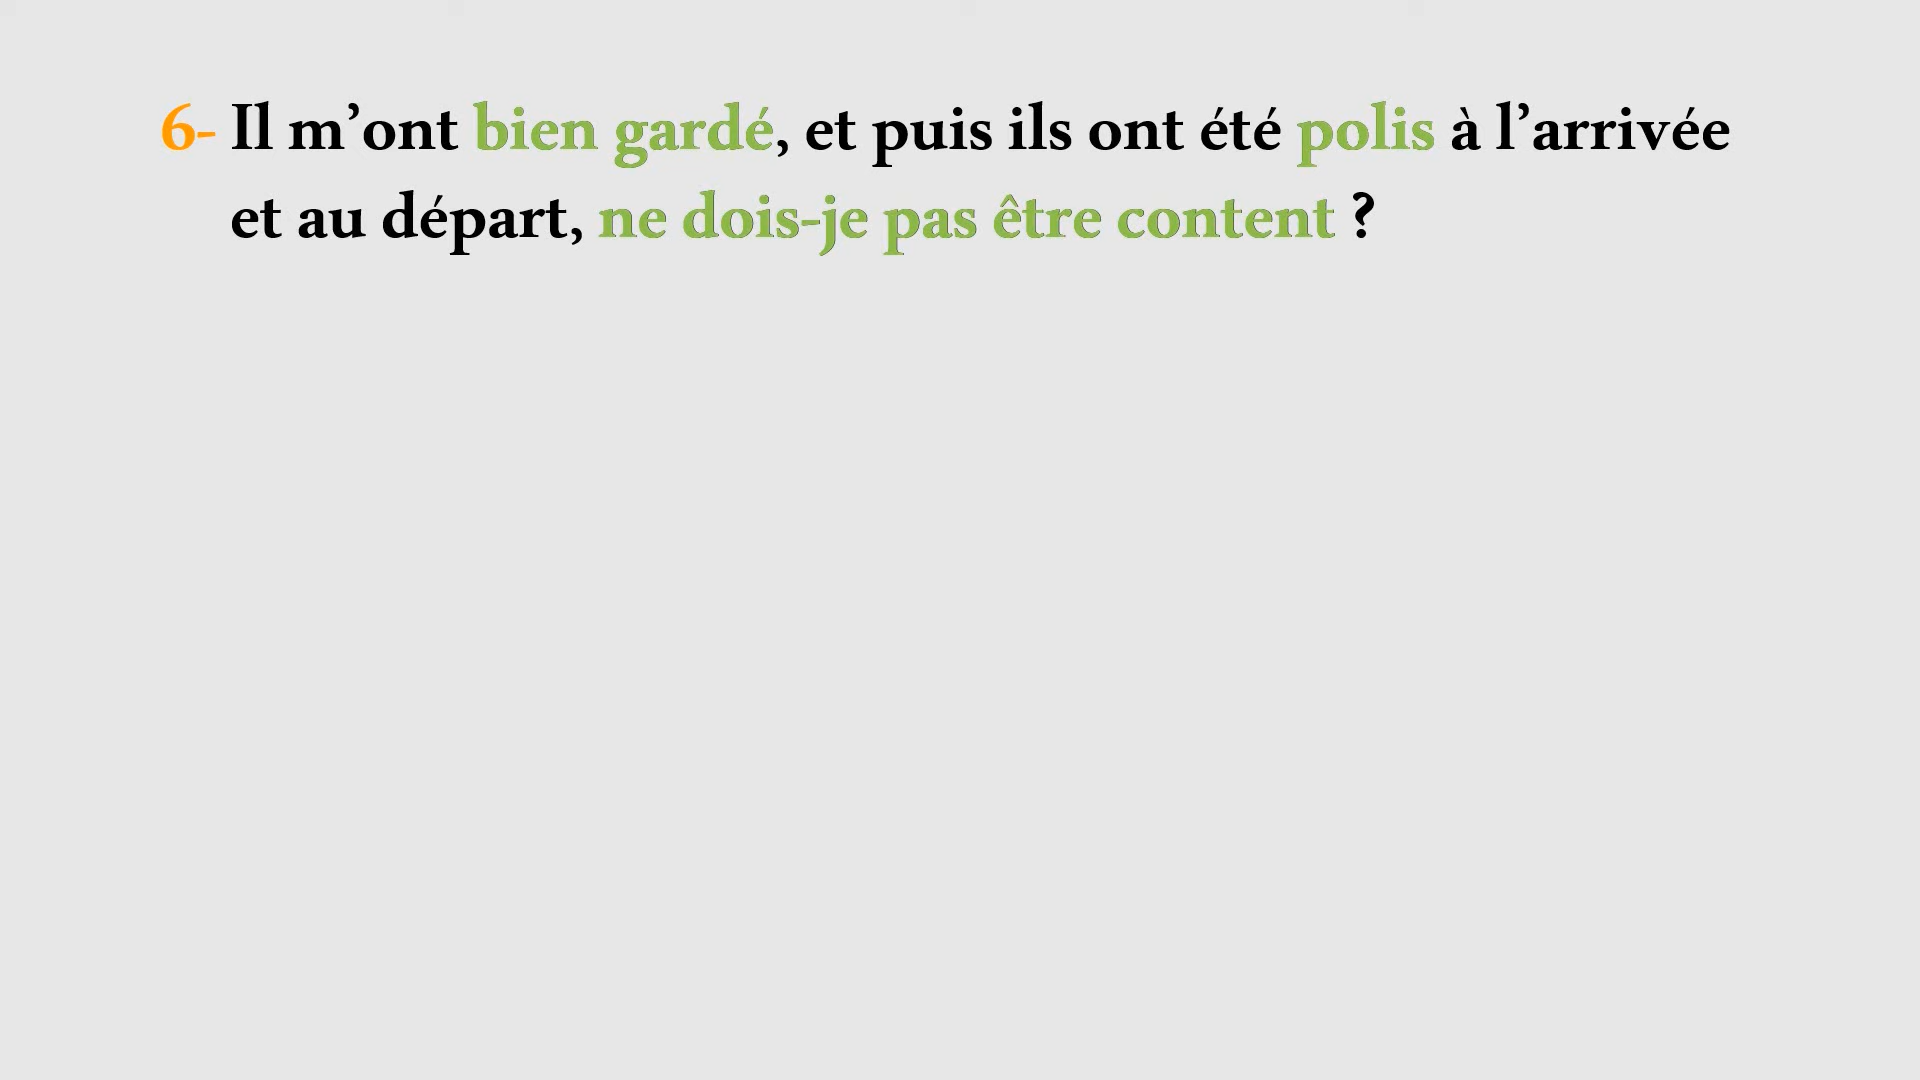 6- Il m’ont bien gardé, et puis ils ont été polis à l’arrivée
et au départ, ne dois-je pas être content ?